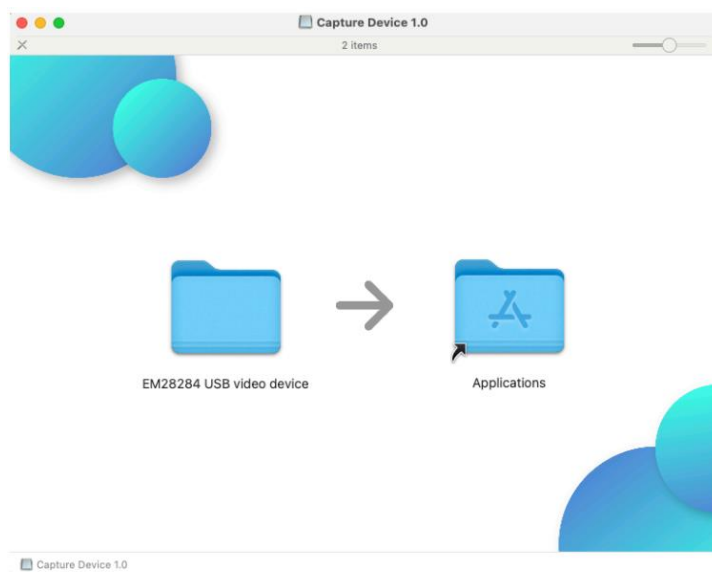 Capture Device 1.0
2 items
EM28284 USB video device
Applications
Capture Device 1.0